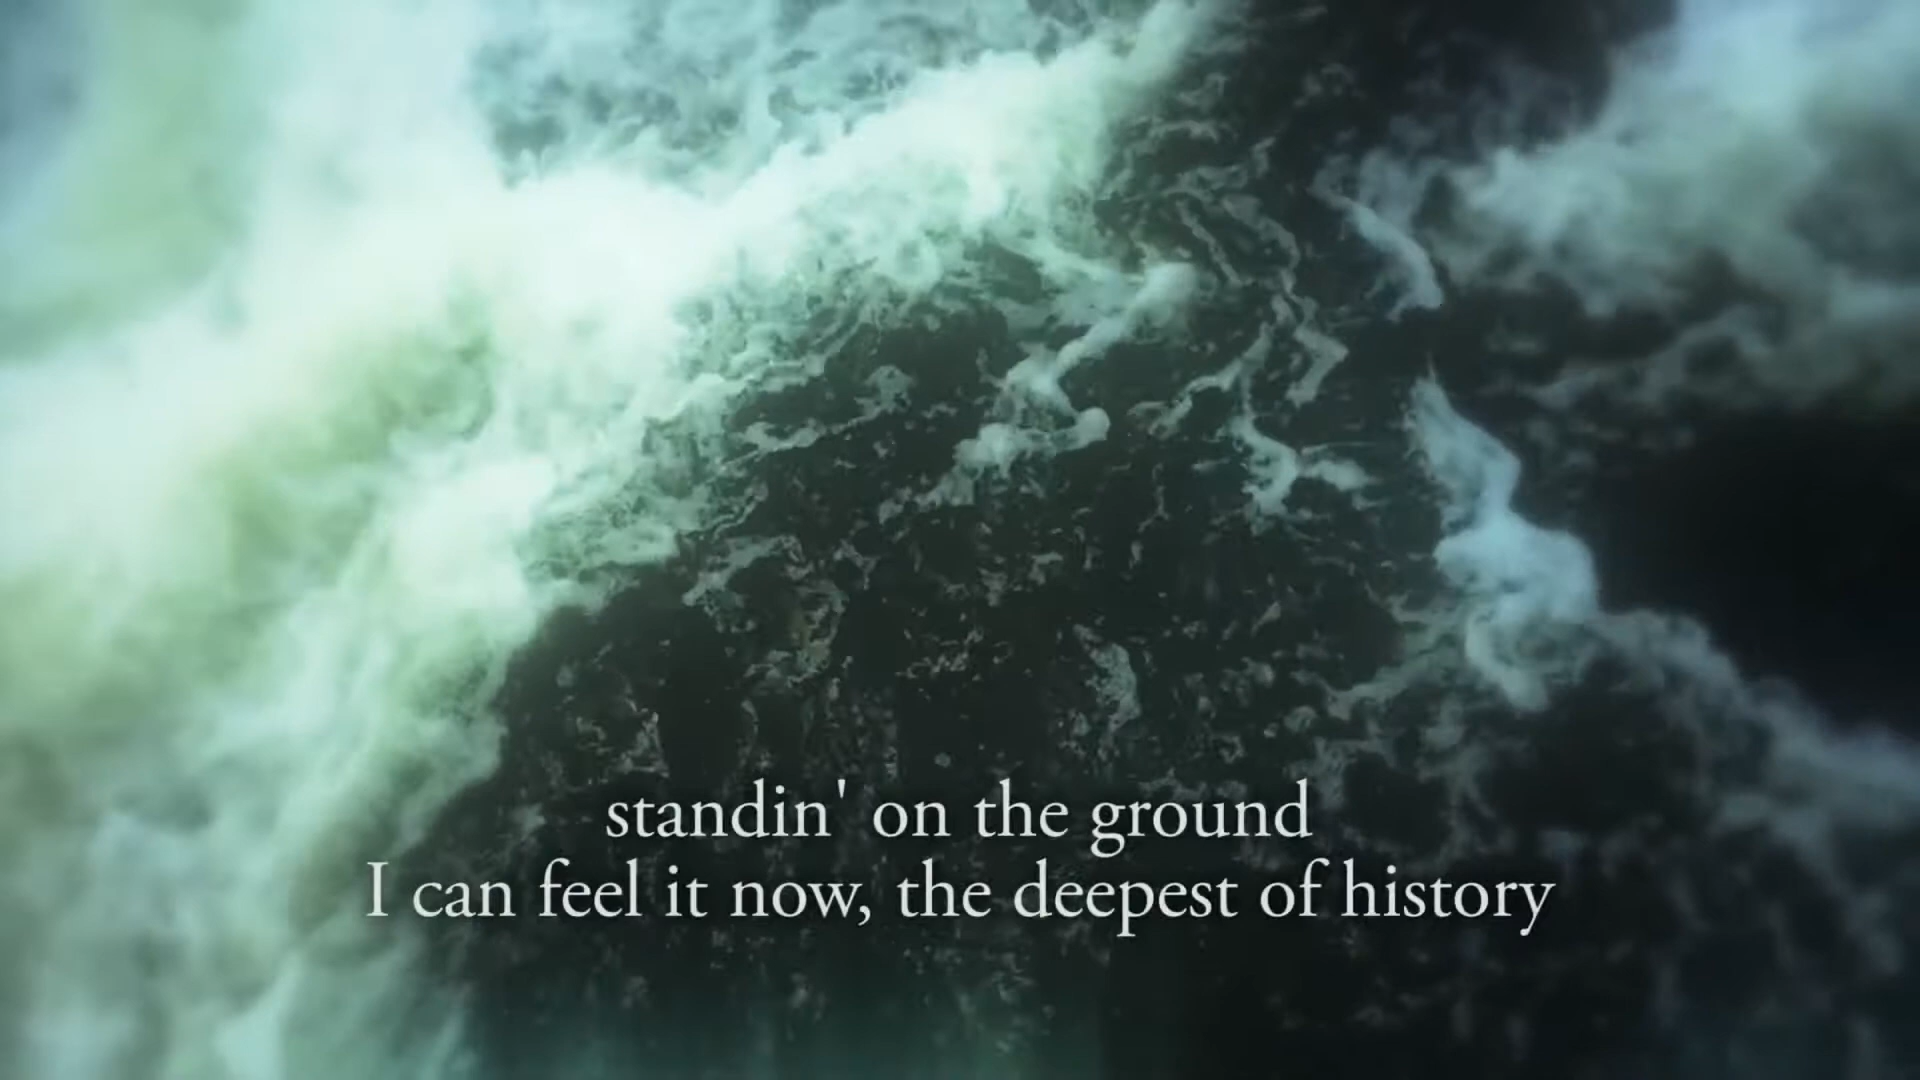 standin' on the ground
I can feel it now, the deepest of history